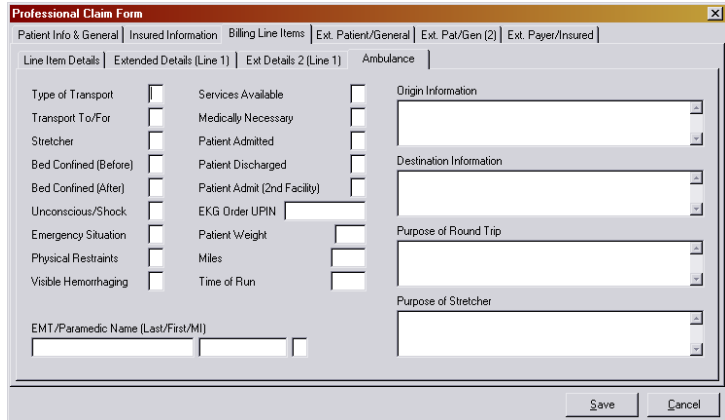 Professional Claim Form
Patient Info & General
Insured Information
Billing Line Items
Ext. Patient/General
Ext. Pat/Gen (2)
Ext. Payer/Insured
Line Item Details
Extended Details (Line 1)
Ext Details 2 (Line 1)
Ambulance
Type of Transport
Transport To/For
Stretcher
Bed Confined (Before)
Bed Confined (After)
Unconscious/Shock
Emergency Situation
Physical Restraints
Visible Hemorrhaging
Services Available
Medically Necessary
Patient Admitted
Patient Discharged
Patient Admit (2nd Facility)
EKG Order UPIN
Patient Weight
Miles
Time of Run
Origin Information
Destination Information
Purpose of Round Trip
Purpose of Stretcher
EMT/Paramedic Name (Last/First/MI)
Save
Cancel